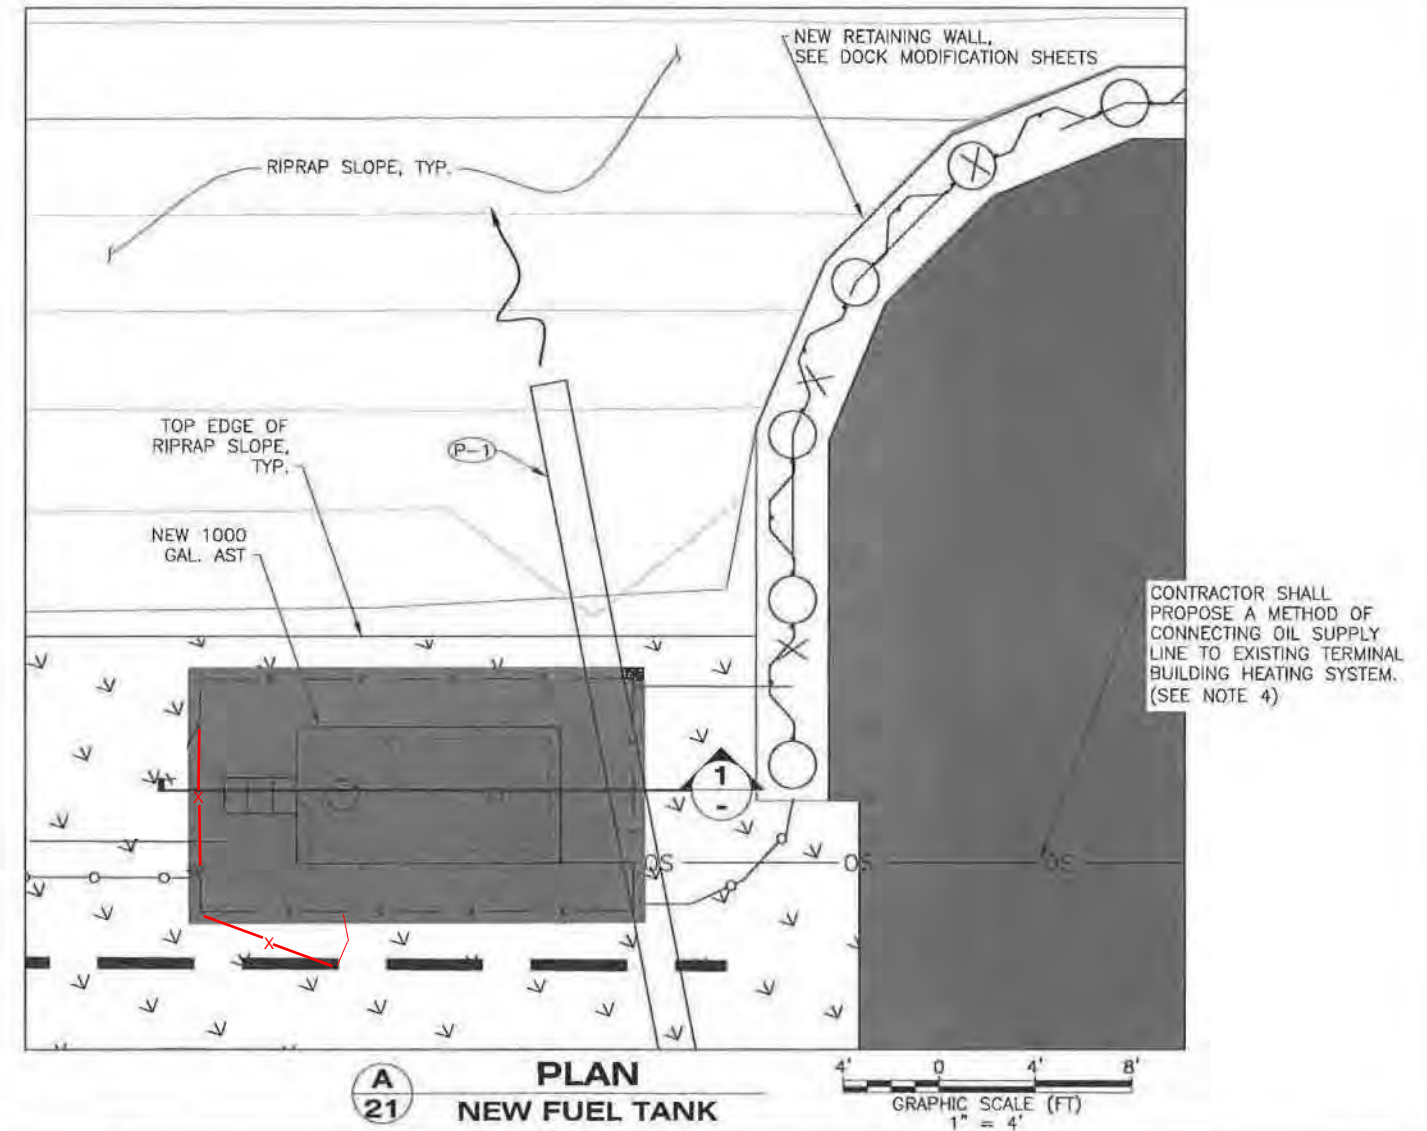 NEW RETAINING WALL,
SEE DOCK MODIFICATION SHEETS
RIPRAP SLOPE, TYP.
TOP EDGE OF
RIPRAP SLOPE,
TYP.
P-1
NEW 1000
GAL. AST
CONTRACTOR SHALL
PROPOSE A METHOD OF
CONNECTING OIL SUPPLY
LINE TO EXISTING TERMINAL
BUILDING HEATING SYSTEM.
(SEE NOTE 4)
1
-
X
X
OS
OS
OS
A
21
PLAN
NEW FUEL TANK
4' 0 4' 8'
GRAPHIC SCALE (FT)
1" = 4'